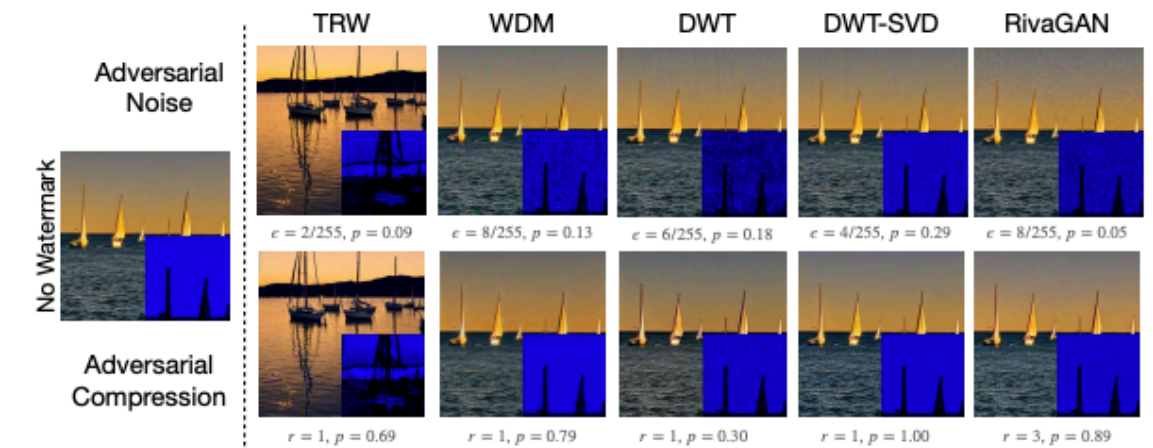 TRW WDM DWT DWT-SVD RivaGAN
Adversarial
Noise
ϵ = 2/255, p = 0.09 ϵ = 8/255, p = 0.13 ϵ = 6/255, p = 0.18 ϵ = 4/255, p = 0.29 ϵ = 8/255, p = 0.05
No Watermark
Adversarial
Compression
r = 1, p = 0.69 r = 1, p = 0.79 r = 1, p = 0.30 r = 1, p = 1.00 r = 3, p = 0.89